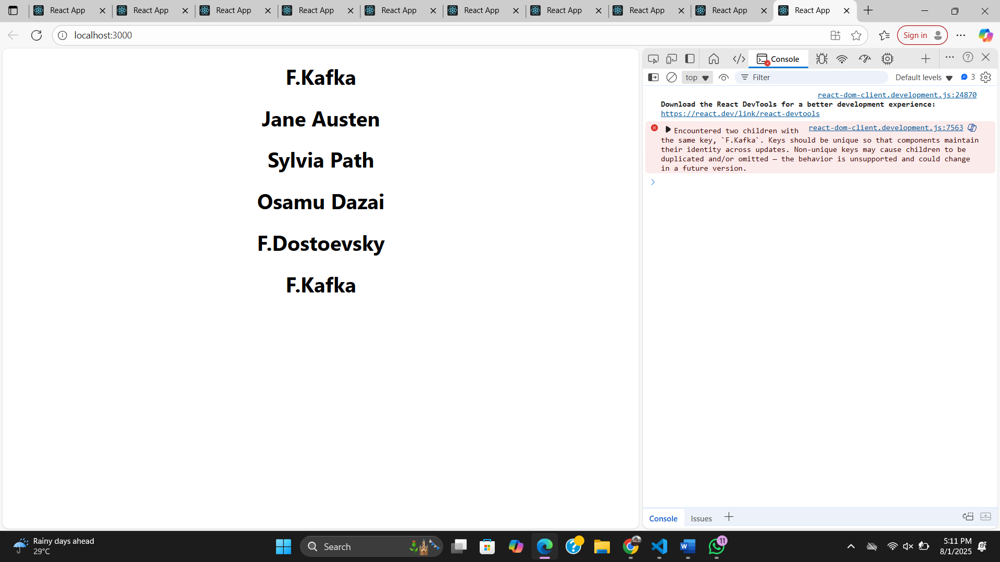 React App React App React App React App React App React App React App React App React App React App
localhost:3000
Sign in
F.Kafka
Jane Austen
Sylvia Path
Osamu Dazai
F.Dostoevsky
F.Kafka
Console
top
Filter
Default levels
3
react-dom-client.development.js:24870
Download the React DevTools for a better development experience:
https://react.dev/link/react-devtools
react-dom-client.development.js:7563
Encountered two children with
the same key, `F.Kafka`. Keys should be unique so that components maintain
their identity across updates. Non-unique keys may cause children to be
duplicated and/or omitted — the behavior is unsupported and could change
in a future version.
Console Issues
Rainy days ahead
29°C
Search
11
5:11 PM
8/1/2025